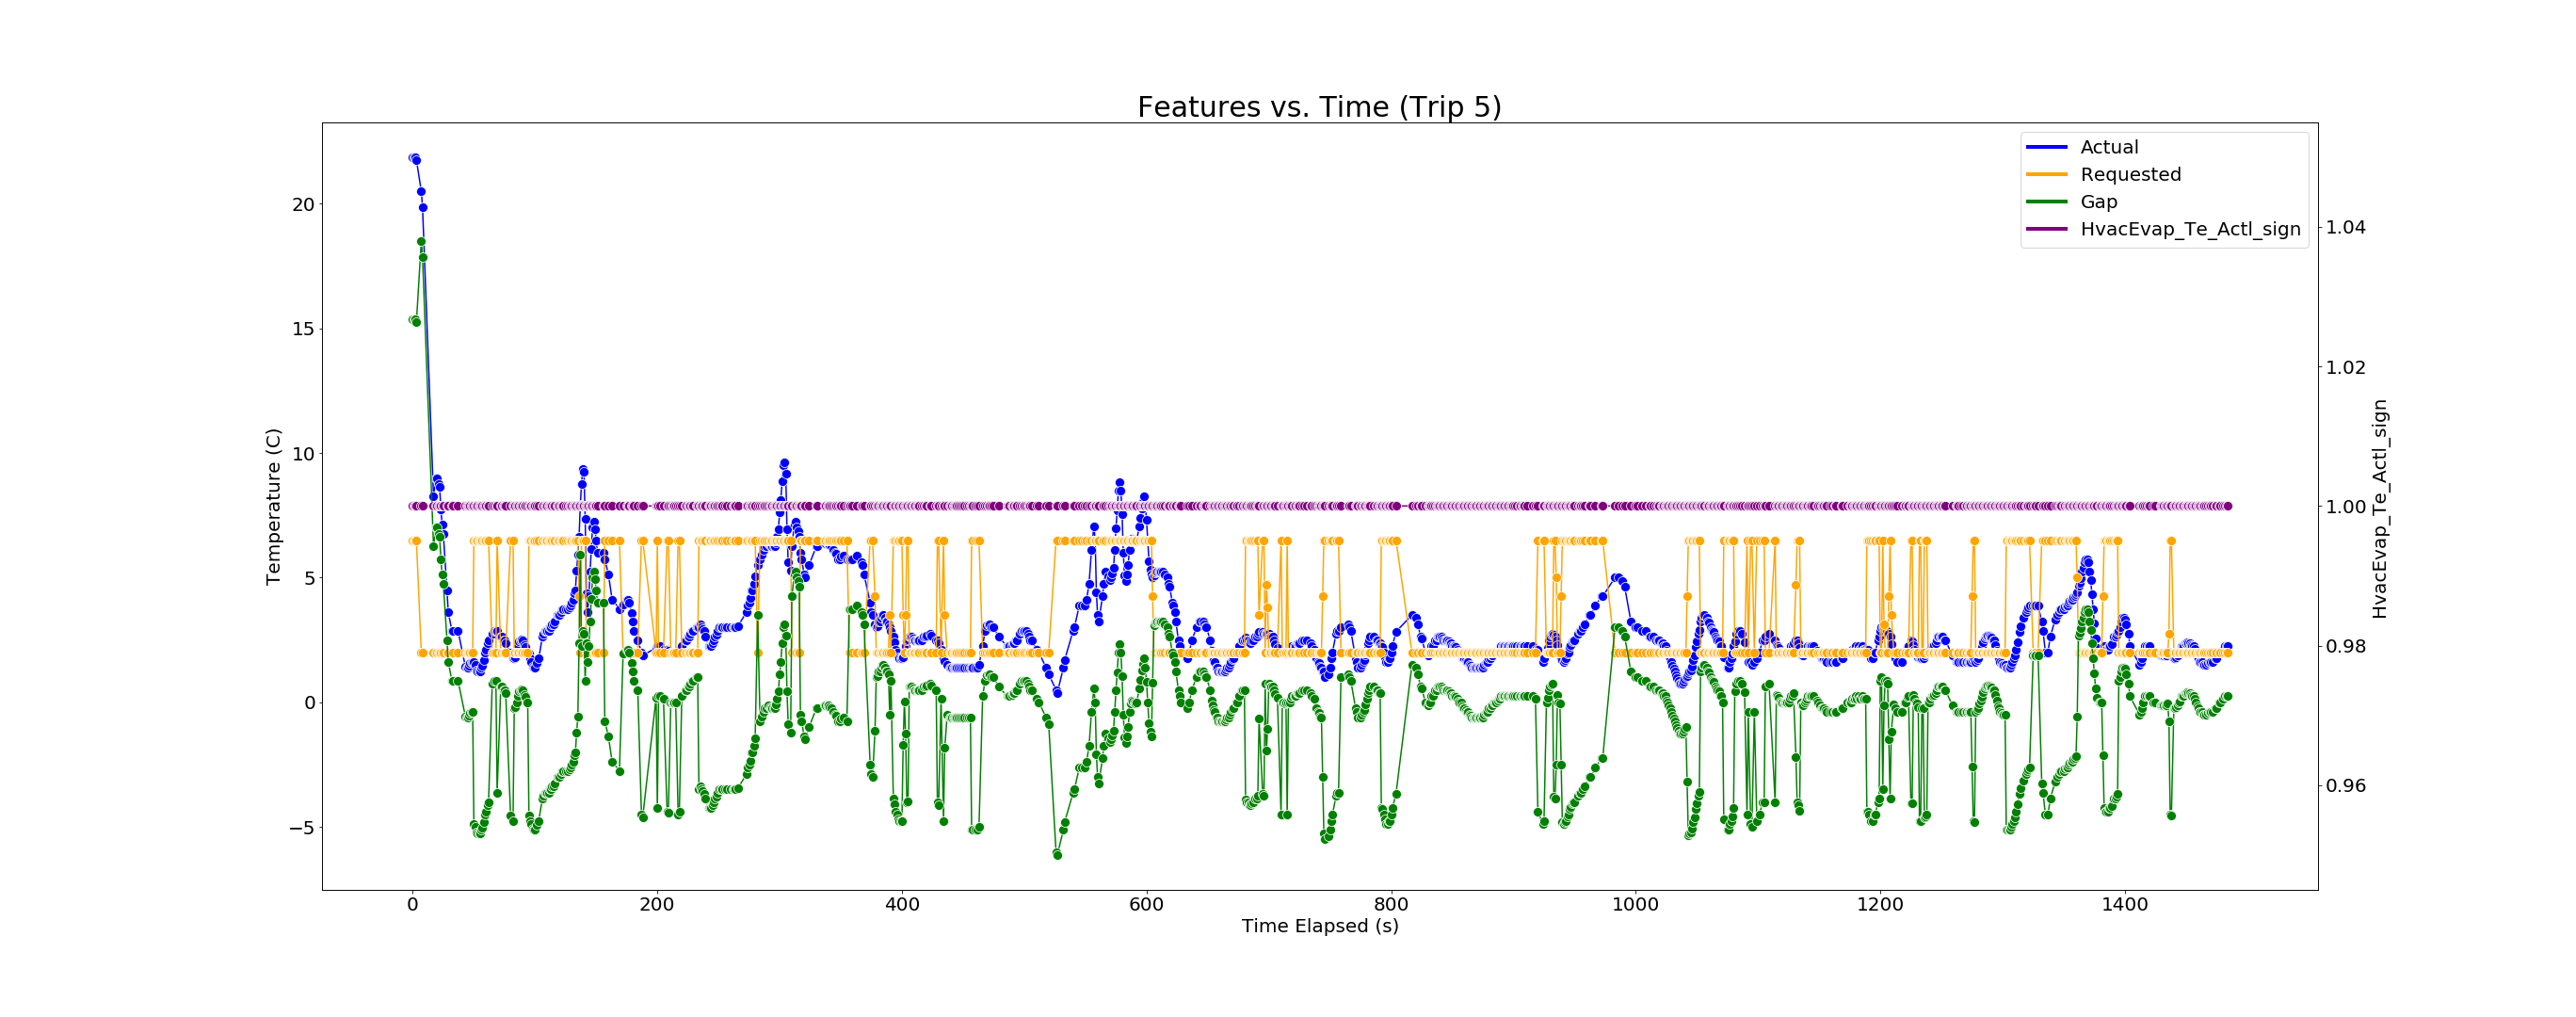 Features vs. Time (Trip 5)
Actual
Requested
Gap
HvacEvap_Te_Actl_sign
20
15
10
5
0
−5
Temperature (C)
1.04
1.02
1.00
0.98
0.96
HvacEvap_Te_Actl_sign
0 200 400 600 800 1000 1200 1400
Time Elapsed (s)